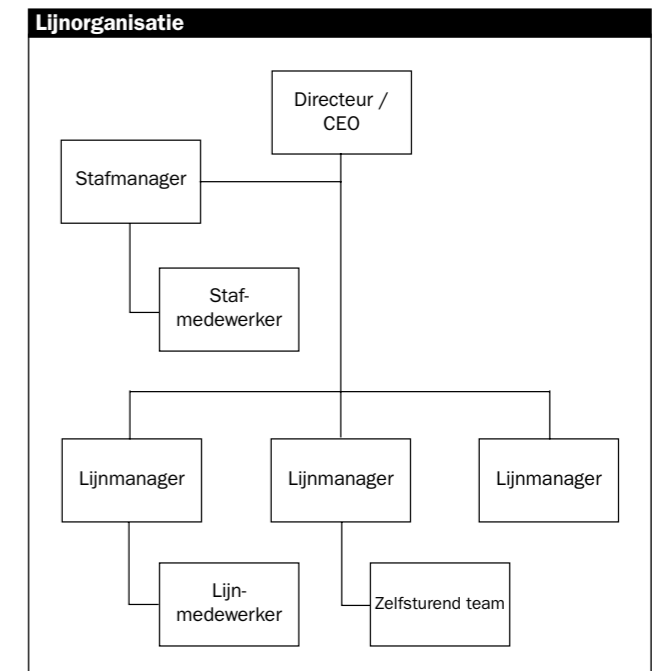 Lijnorganisatie
Directeur /
CEO
Stafmanager
Staf-
medewerker
Lijnmanager
Lijnmanager
Lijnmanager
Lijn-
medewerker
Zelfsturend team